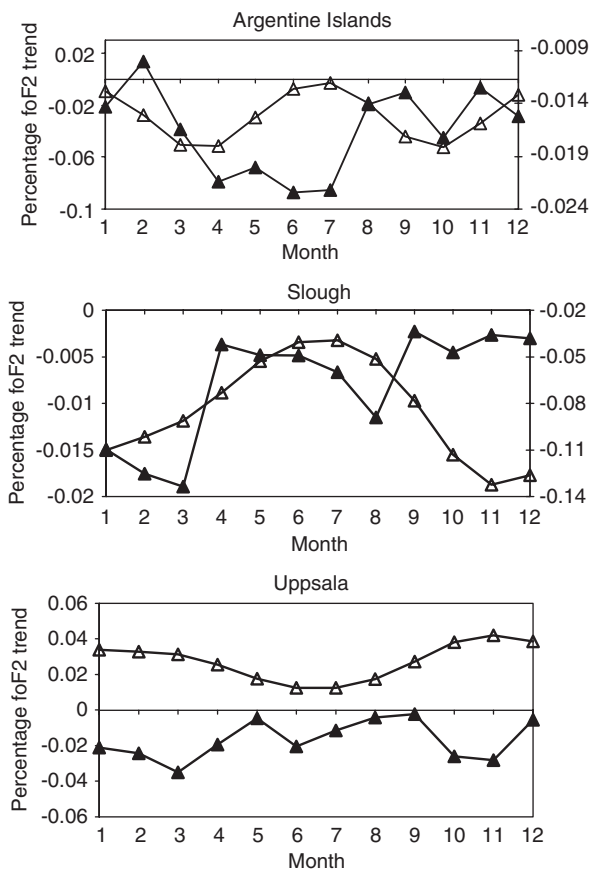 Argentine Islands
Percentage foF2 trend
0.02
-0.02
-0.06
-0.1
-0.009
-0.014
-0.019
-0.024
1 2 3 4 5 6 7 8 9 10 11 12
Month
Slough
Percentage foF2 trend
0
-0.005
-0.01
-0.015
-0.02
-0.02
-0.05
-0.08
-0.11
-0.14
1 2 3 4 5 6 7 8 9 10 11 12
Month
Uppsala
Percentage foF2 trend
0.06
0.04
0.02
0
-0.02
-0.04
-0.06
1 2 3 4 5 6 7 8 9 10 11 12
Month